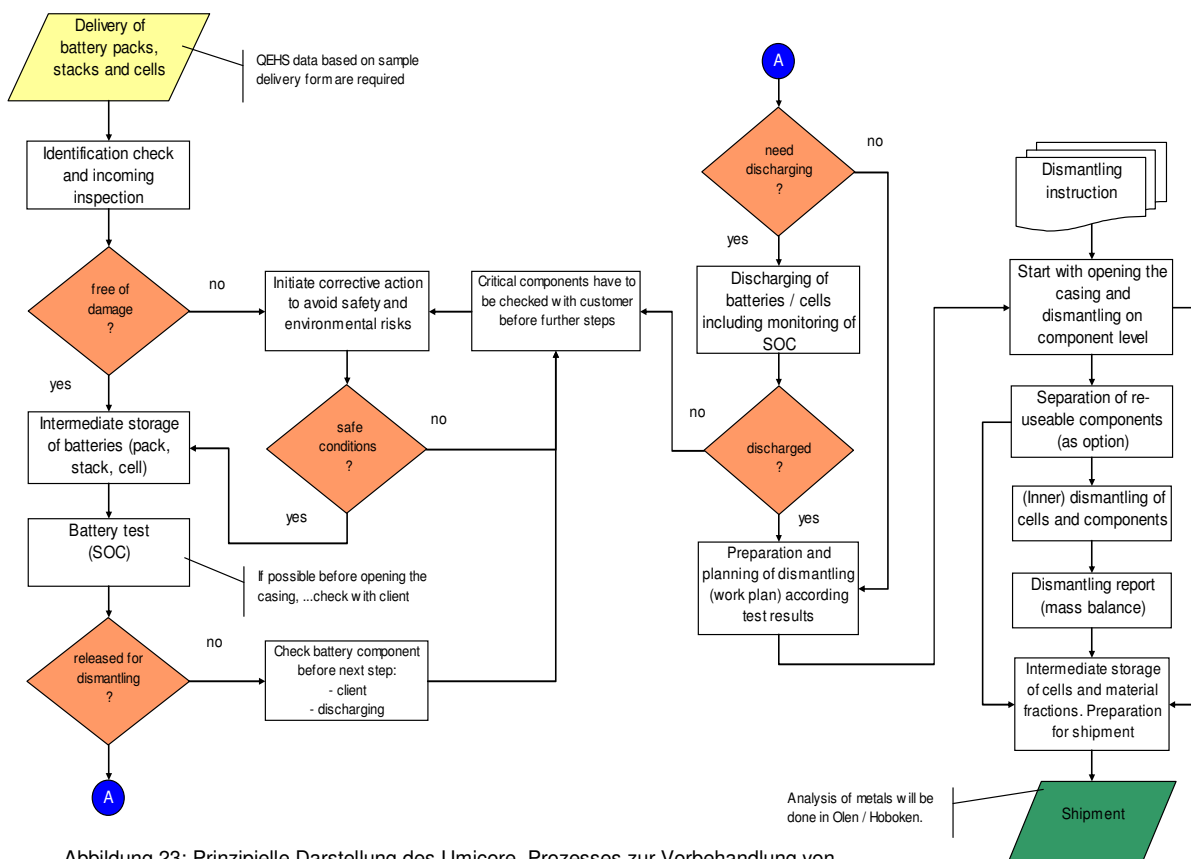 Delivery of
battery packs,
stacks and cells
QEHS data based on sample
delivery form are required
Identification check
and incoming
inspection
free of
damage
?
no
yes
Initiate corrective action
to avoid safety and
environmental risks
Critical components have to
be checked with customer
before further steps
Intermediate storage
of batteries (pack,
stack, cell)
safe
conditions
?
no
yes
Battery test
(SOC)
If possible before opening the
casing, ...check with client
released for
dismantling
?
no
Check battery component
before next step:
- client
- discharging
A
A
need
discharging
?
no
yes
Discharging of
batteries / cells
including monitoring of
SOC
discharged
?
no
yes
Preparation and
planning of dismantling
(work plan) according
test results
Dismantling
instruction
Start with opening the
casing and
dismantling on
component level
Separation of re-
useable components
(as option)
(Inner) dismantling of
cells and components
Dismantling report
(mass balance)
Intermediate storage
of cells and material
fractions. Preparation
for shipment
Analysis of metals will be
done in Olen / Hoboken.
Shipment
Abbildung 23: Prinzipielle Darstellung des Umicore Prozesses zur Vorbehandlung von